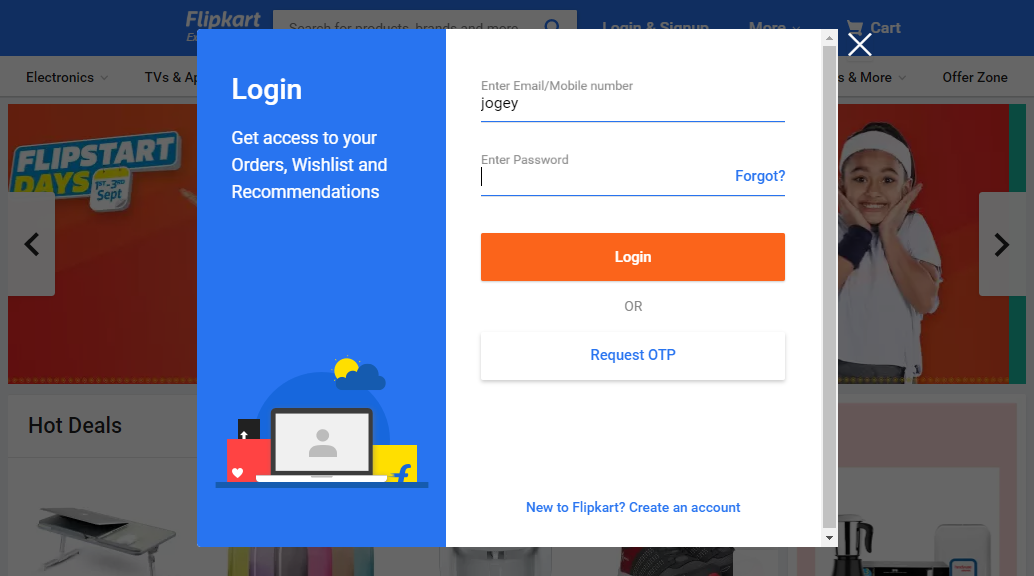 Flipkart
Search for products, brands and more
Login & Signup
More
Cart
Electronics
TVs &
& More
Offer Zone
FLIPSTART
DAYS
1ST-3RD
Sept
Login
Get access to your
Orders, Wishlist and
Recommendations
Enter Email/Mobile number
jogey
Enter Password
Forgot?
Login
OR
Request OTP
New to Flipkart? Create an account
Hot Deals
f